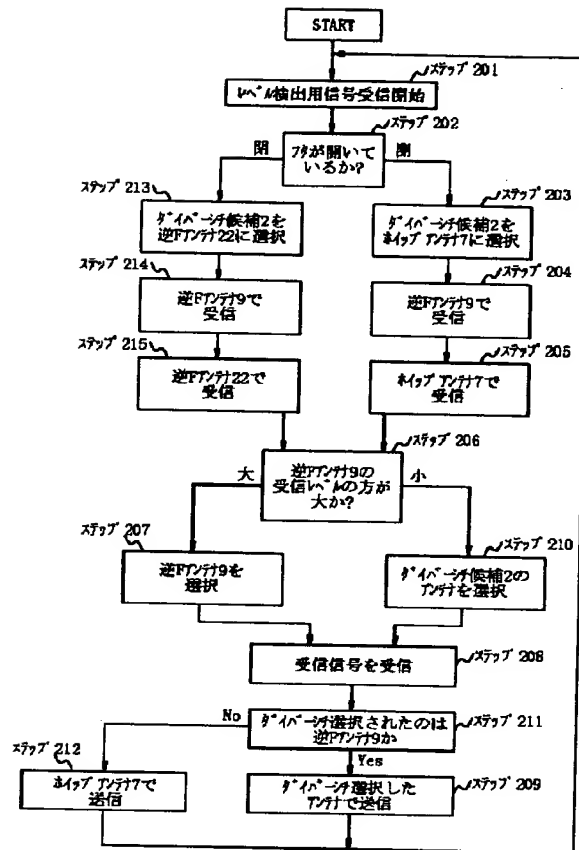 START
ステップ 201
レベル検出用信号受信開始
ステップ 202
フタが開いて
いるか?
閉
開
ステップ 213
ダイバーシチ候補2を
逆Fアンテナ22に選択
ステップ 203
ダイバーシチ候補2を
ホイップアンテナ7に選択
ステップ 214
逆Fアンテナ9で
受信
ステップ 204
逆Fアンテナ9で
受信
ステップ 215
逆Fアンテナ22で
受信
ステップ 205
ホイップアンテナ7で
受信
ステップ 206
逆Fアンテナ9の
受信レベルの方が
大か?
大
小
ステップ 207
逆Fアンテナ9を
選択
ステップ 210
ダイバーシチ候補2の
アンテナを選択
ステップ 208
受信信号を受信
ステップ 211
ダイバーシチ選択されたのは
逆Fアンテナ9か
No
Yes
ステップ 212
ホイップアンテナ7で
送信
ステップ 209
ダイバーシチ選択した
アンテナで送信